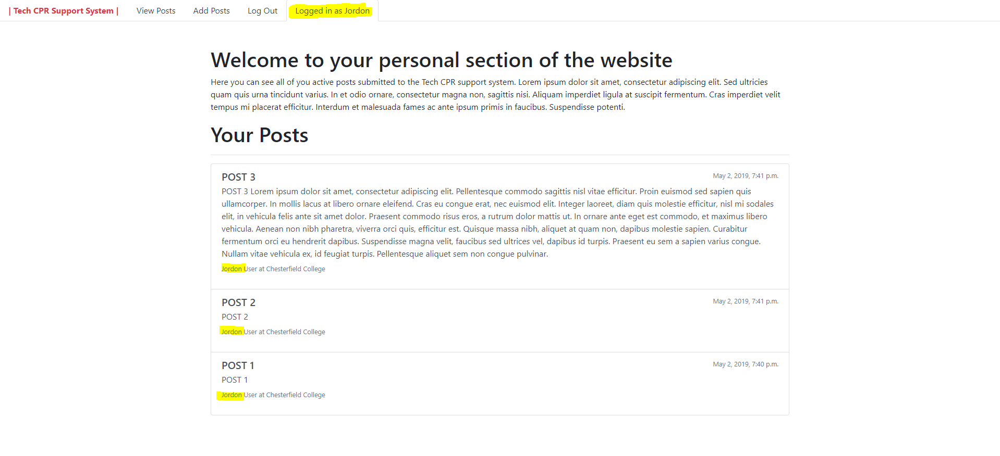 | Tech CPR Support System | View Posts Add Posts Log Out Logged in as Jordon
Welcome to your personal section of the website
Here you can see all of you active posts submitted to the Tech CPR support system. Lorem ipsum dolor sit amet, consectetur adipiscing elit. Sed ultricies
quam quis urna tincidunt varius. In et odio ornare, consectetur magna non, sagittis nisi. Aliquam imperdiet ligula at suscipit fermentum. Cras imperdiet velit
tempus mi placerat efficitur. Interdum et malesuada fames ac ante ipsum primis in faucibus. Suspendisse potenti.
Your Posts
POST 3 May 2, 2019, 7:41 p.m.
POST 3 Lorem ipsum dolor sit amet, consectetur adipiscing elit. Pellentesque commodo sagittis nisl vitae efficitur. Proin euismod sed sapien quis
ullamcorper. In mollis lacus at libero ornare eleifend. Cras eu congue erat, nec euismod elit. Integer laoreet, diam quis molestie efficitur, nisl mi sodales
elit, in vehicula felis ante sit amet dolor. Praesent commodo risus eros, a rutrum dolor mattis ut. In ornare ante eget est commodo, et maximus libero
vehicula. Aenean non nibh pharetra, viverra orci quis, efficitur est. Quisque massa nibh, aliquet at quam non, dapibus molestie sapien. Curabitur
fermentum orci eu hendrerit dapibus. Suspendisse magna velit, faucibus sed ultrices vel, dapibus id turpis. Praesent eu sem a sapien varius congue.
Nullam vitae vehicula ex, id feugiat turpis. Pellentesque aliquet sem non congue pulvinar.
Jordon User at Chesterfield College
POST 2 May 2, 2019, 7:41 p.m.
POST 2
Jordon User at Chesterfield College
POST 1 May 2, 2019, 7:40 p.m.
POST 1
Jordon User at Chesterfield College